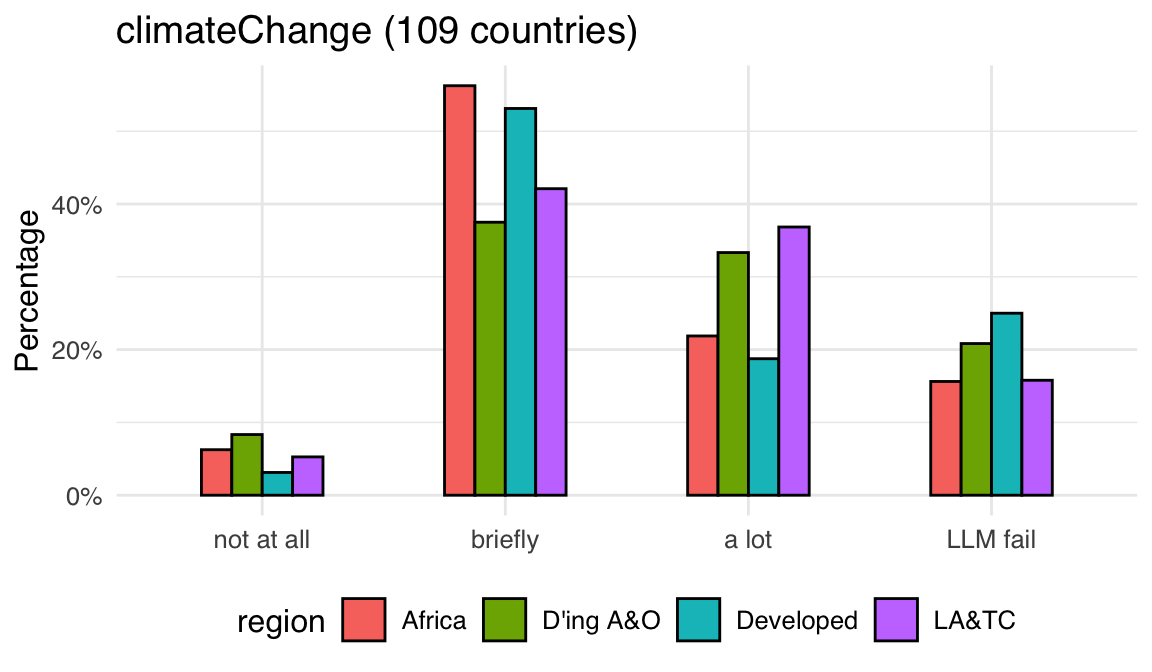 climateChange (109 countries)
Percentage
40%
20%
0%
not at all briefly a lot LLM fail
region Africa D'ing A&O Developed LA&TC